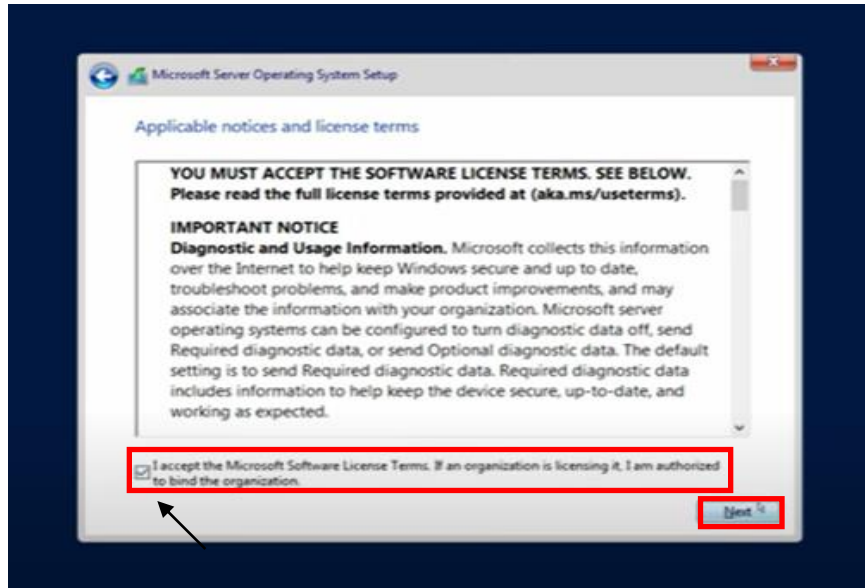 Microsoft Server Operating System Setup
Applicable notices and license terms
YOU MUST ACCEPT THE SOFTWARE LICENSE TERMS. SEE BELOW.
Please read the full license terms provided at (aka.ms/useterms).
IMPORTANT NOTICE
Diagnostic and Usage Information. Microsoft collects this information
over the Internet to help keep Windows secure and up to date,
troubleshoot problems, and make product improvements, and may
associate the information with your organization. Microsoft server
operating systems can be configured to turn diagnostic data off, send
Required diagnostic data, or send Optional diagnostic data. The default
setting is to send Required diagnostic data. Required diagnostic data
includes information to help keep the device secure, up-to-date, and
working as expected.
I accept the Microsoft Software License Terms. If an organization is licensing it, I am authorized
to bind the organization.
Next